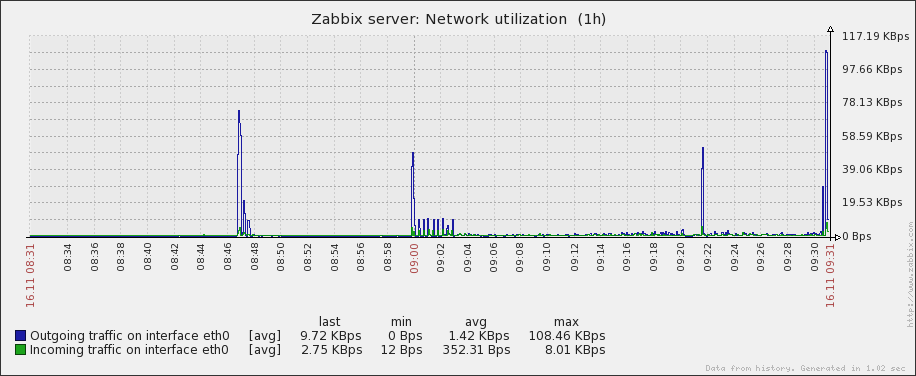 Zabbix server: Network utilization (1h)
117.19 KBps
97.66 KBps
78.13 KBps
58.59 KBps
39.06 KBps
19.53 KBps
0 Bps
16.11 08:31 08:34 08:36 08:38 08:40 08:42 08:44 08:46 08:48 08:50 08:52 08:54 08:56 08:58 09:00 09:02 09:04 09:06 09:08 09:10 09:12 09:14 09:16 09:18 09:20 09:22 09:24 09:26 09:28 09:30 16.11 09:31
last min avg max
Outgoing traffic on interface eth0 [avg] 9.72 KBps 0 Bps 1.42 KBps 108.46 KBps
Incoming traffic on interface eth0 [avg] 2.75 KBps 12 Bps 352.31 Bps 8.01 KBps
http://www.zabbix.com
Data from history. Generated in 1.02 sec